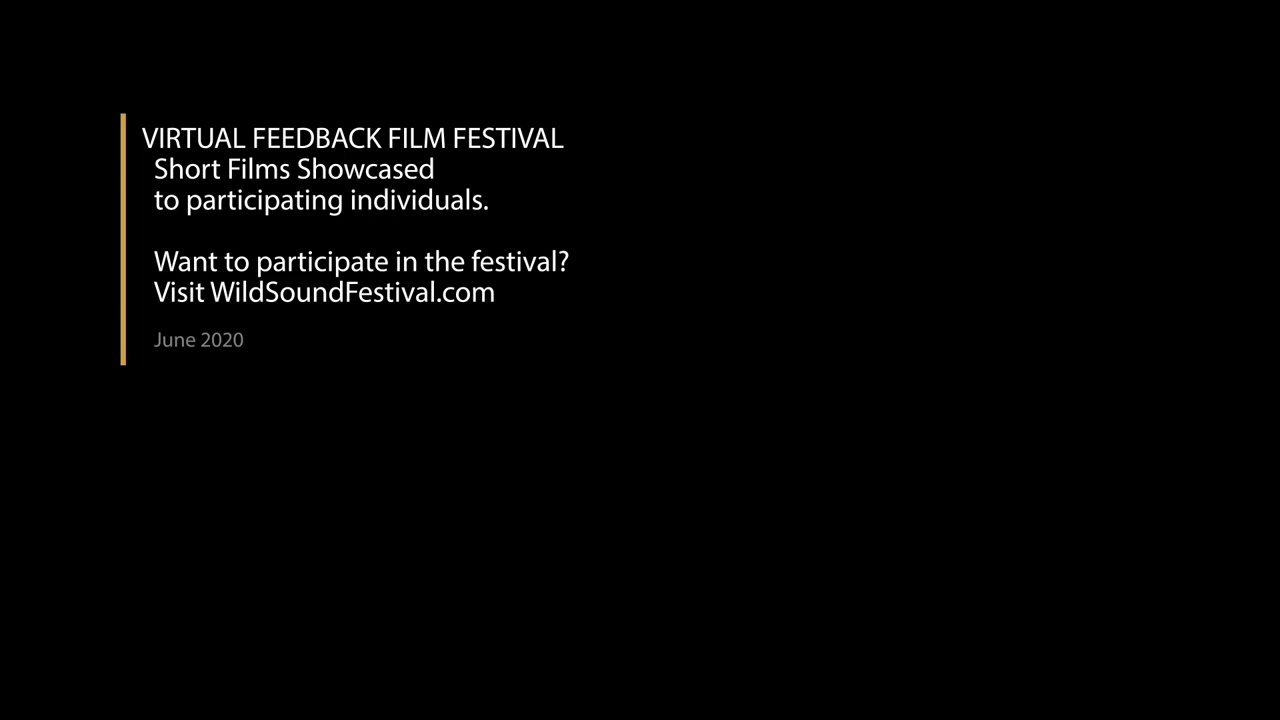 VIRTUAL FEEDBACK FILM FESTIVAL
Short Films Showcased
to participating individuals.
Want to participate in the festival?
Visit WildSoundFestival.com
June 2020